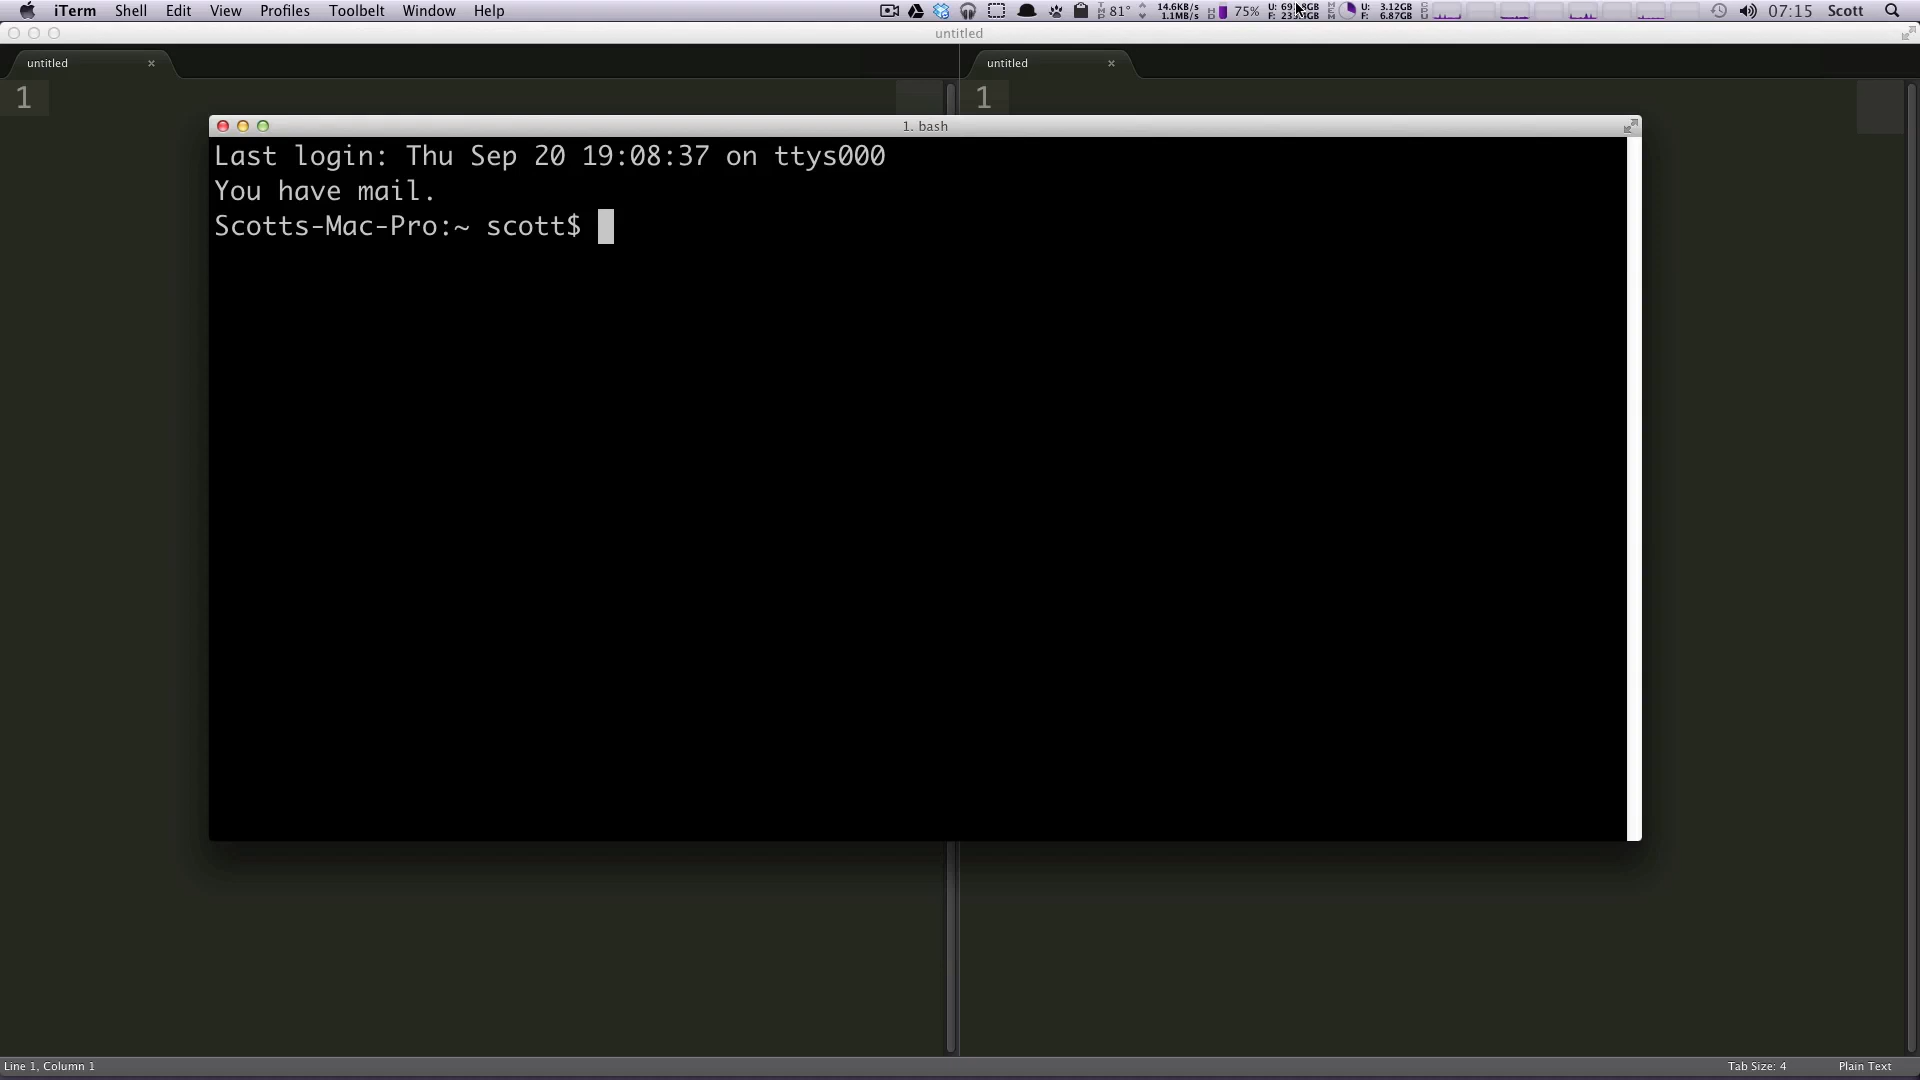 iTerm Shell Edit View Profiles Toolbelt Window Help 81° 14.6KB/s 1.1MB/s 75% U: F: U: 3.12GB F: 6.87GB 07:15 Scott
untitled
untitled × untitled ×
1 1
1. bash
Last login: Thu Sep 20 19:08:37 on ttys000
You have mail.
Scotts-Mac-Pro:~ scott$
Line 1, Column 1 Tab Size: 4 Plain Text